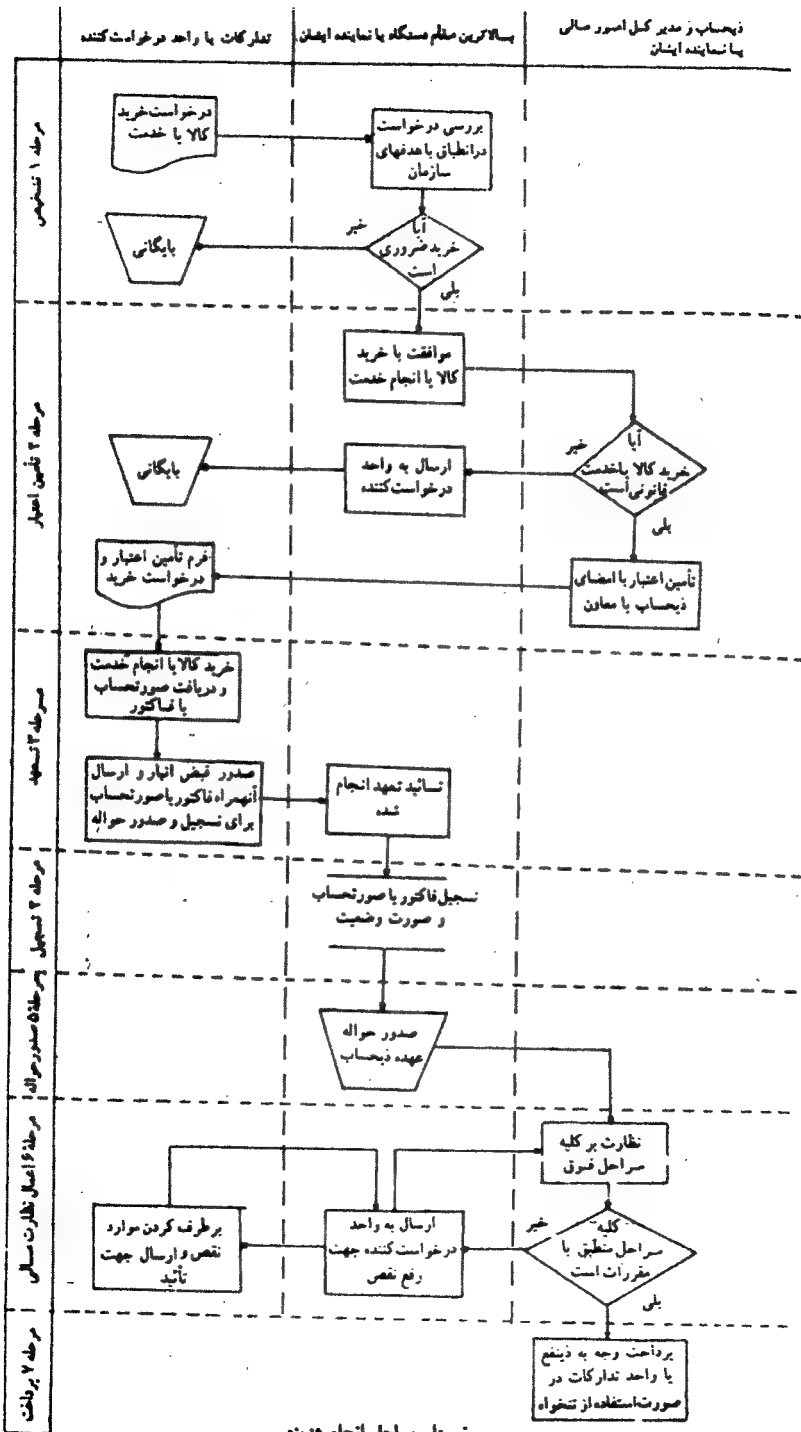 ذیحساب و مدیر کل امور مالی
یا نماینده ایشان
بالاترین مقام دستگاه یا نماینده ایشان
تدارکات یا واحد درخواست‌کننده
مرحله ۱ تشخیص
درخواست خرید
کالا یا خدمت
بررسی درخواست
درانطباق با هدفهای
سازمان
آیا
خرید ضروری
است
خیر
بلی
بایگانی
مرحله ۲ تأمین اعتبار
موافقت با خرید
کالا یا انجام خدمت
آیا
خرید کالا یا خدمت
قانونی است
خیر
بلی
ارسال به واحد
درخواست‌کننده
بایگانی
تأمین اعتبار با امضای
ذیحساب یا معاون
فرم تأمین اعتبار و
درخواست خرید
مرحله ۳ تعهد
خرید کالا یا انجام خدمت
و دریافت صورتحساب
یا فاکتور
صدور قبض انبار و ارسال
آنهمراه فاکتور یا صورتحساب
برای تسجیل و صدور حواله
تائید تعهد انجام
شده
مرحله ۴ تسجیل
تسجیل فاکتور یا صورتحساب
و صورت وضعیت
مرحلهٔ ۵ صدور حواله
صدور حواله
عهده ذیحساب
مرحلهٔ ۶ اعمال نظارت مالی
نظارت بر کلیه
مراحل فوق
کلیه
مراحل منطبق با
مقررات است
خیر
بلی
ارسال به واحد
درخواست کننده جهت
رفع نقص
برطرف کردن موارد
نقص و ارسال جهت
تأئید
مرحله ۷ پرداخت
پرداخت وجه به ذینفع
یا واحد تدارکات در
صورت استفاده از تنخواه
مراحل انجام هزینه